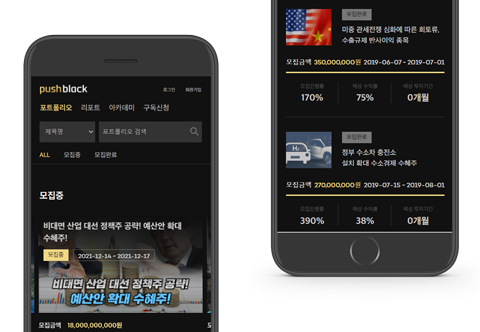 pushblack
로그인 회원가입
포트폴리오 리포트 아카데미 구독신청
제목명 포트폴리오 검색
ALL 모집중 모집완료
모집중
비대면 산업 대선 정책주 공략! 예산안 확대
수혜주!
모집중 2021-12-14 ~ 2021-12-17
비대면 산업 대선 정책주 공략!
예산안 확대 수혜주!
모집금액 18,000,000,000원
모집완료
미중 관세전쟁 심화에 따른 희토류,
수출규제 반사이익 종목
모집금액 350,000,000원 2019-06-07 ~ 2019-07-01
모집진행률 예상 수익률 예상 투자기간
170% 75% 0개월
모집완료
정부 수소차 충전소
설치 확대 수소경제 수혜주
모집금액 270,000,000원 2019-07-15 ~ 2019-08-01
모집진행률 예상 수익률 예상 투자기간
390% 38% 0개월